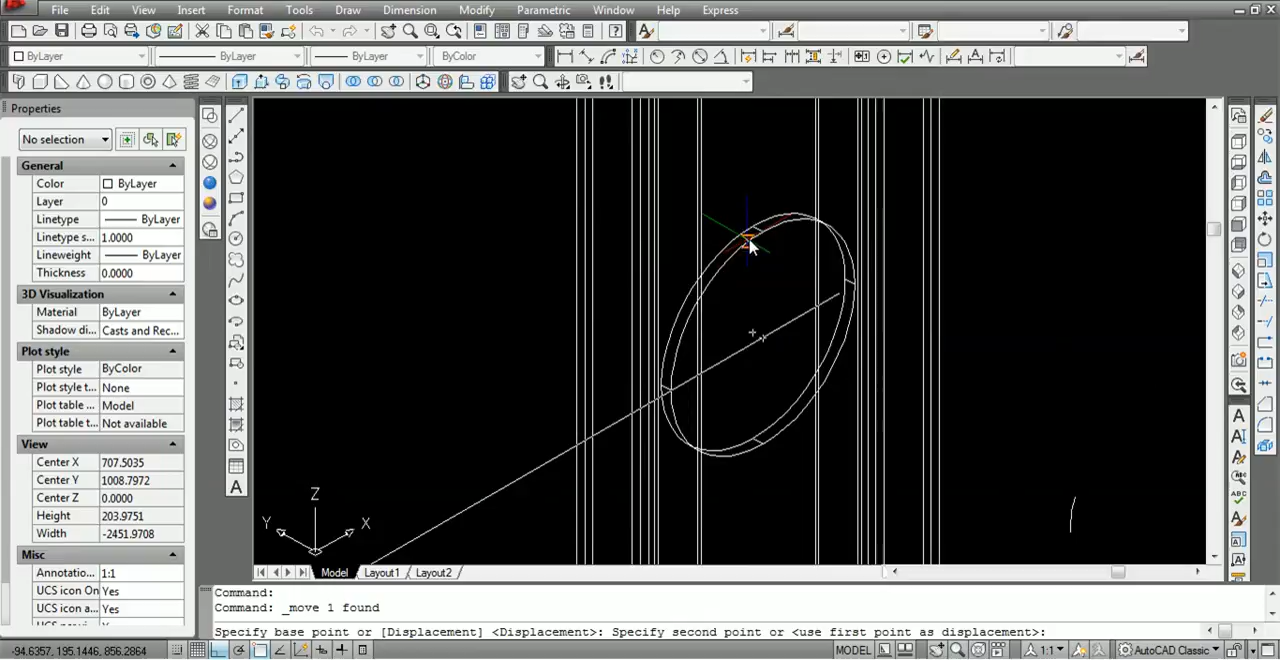 File Edit View Insert Format Tools Draw Dimension Modify Parametric Window Help Express
ByLayer ByLayer ByLayer ByColor
Properties
No selection
General
Color ByLayer
Layer 0
Linetype ByLayer
Linetype s... 1.0000
Lineweight ByLayer
Thickness 0.0000
3D Visualization
Material ByLayer
Shadow di... Casts and Rec...
Plot style
Plot style ByColor
Plot style t... None
Plot table ... Model
Plot table t... Not available
View
Center X 707.5035
Center Y 1008.7972
Center Z 0.0000
Height 203.9751
Width -2451.9708
Misc
Annotatio... 1:1
UCS icon On Yes
UCS icon a... Yes
Z
Y X
Model Layout1 Layout2
Command:
Command: _move 1 found
Specify base point or [Displacement] <Displacement>: Specify second point or <use first point as displacement>:
-94.6357, 195.1446, 856.2864 MODEL 1:1 AutoCAD Classic